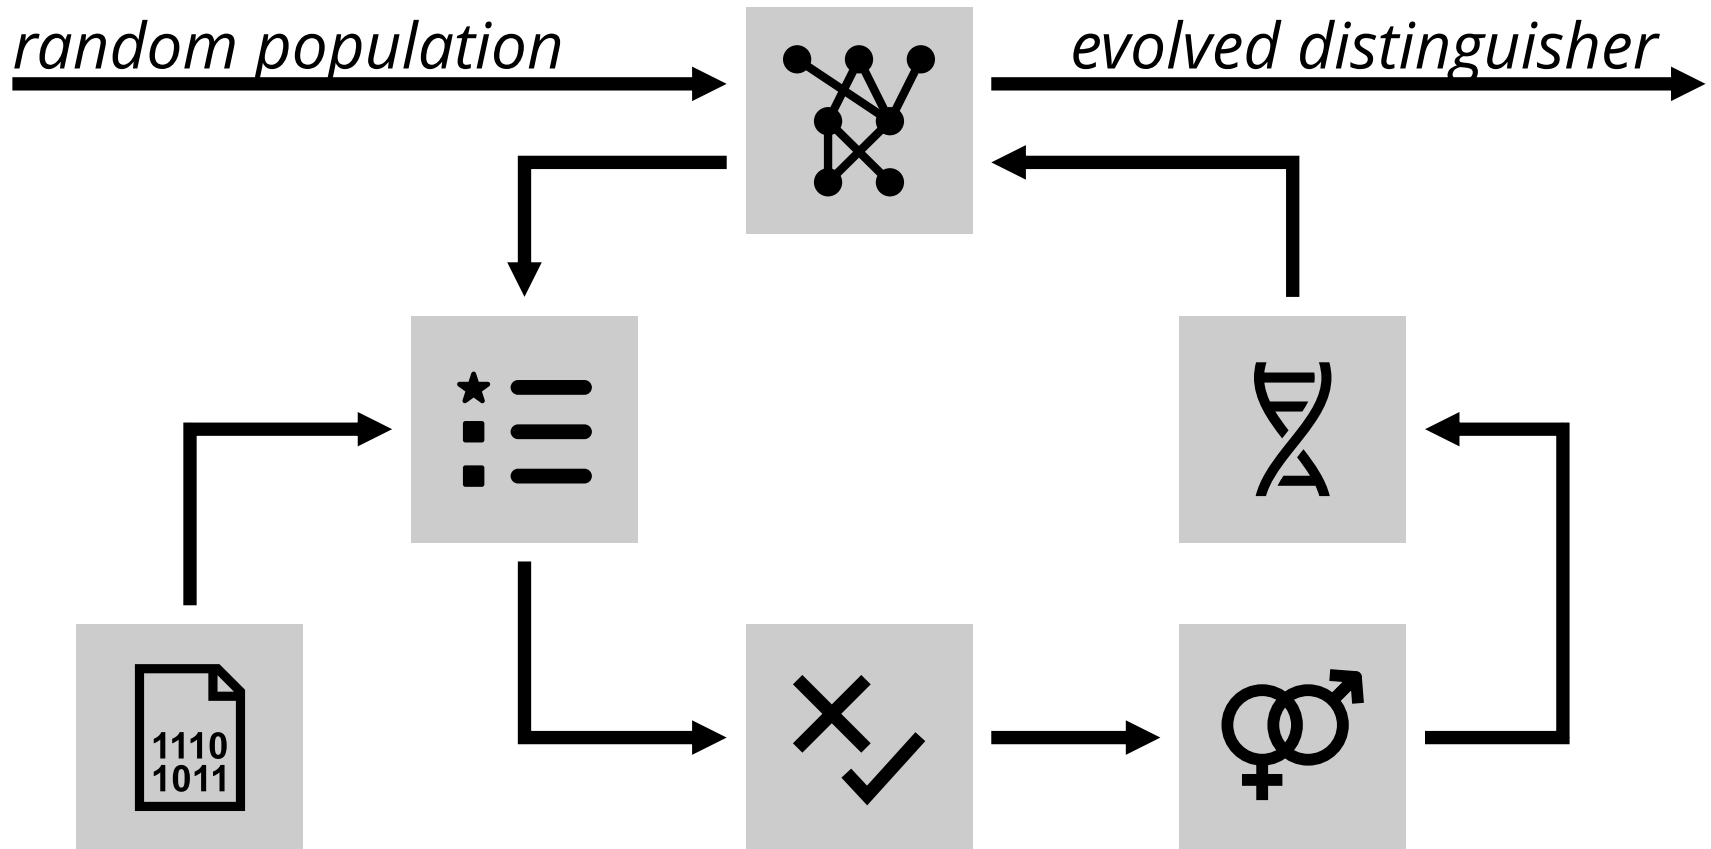 random population
evolved distinguisher
1110
1011